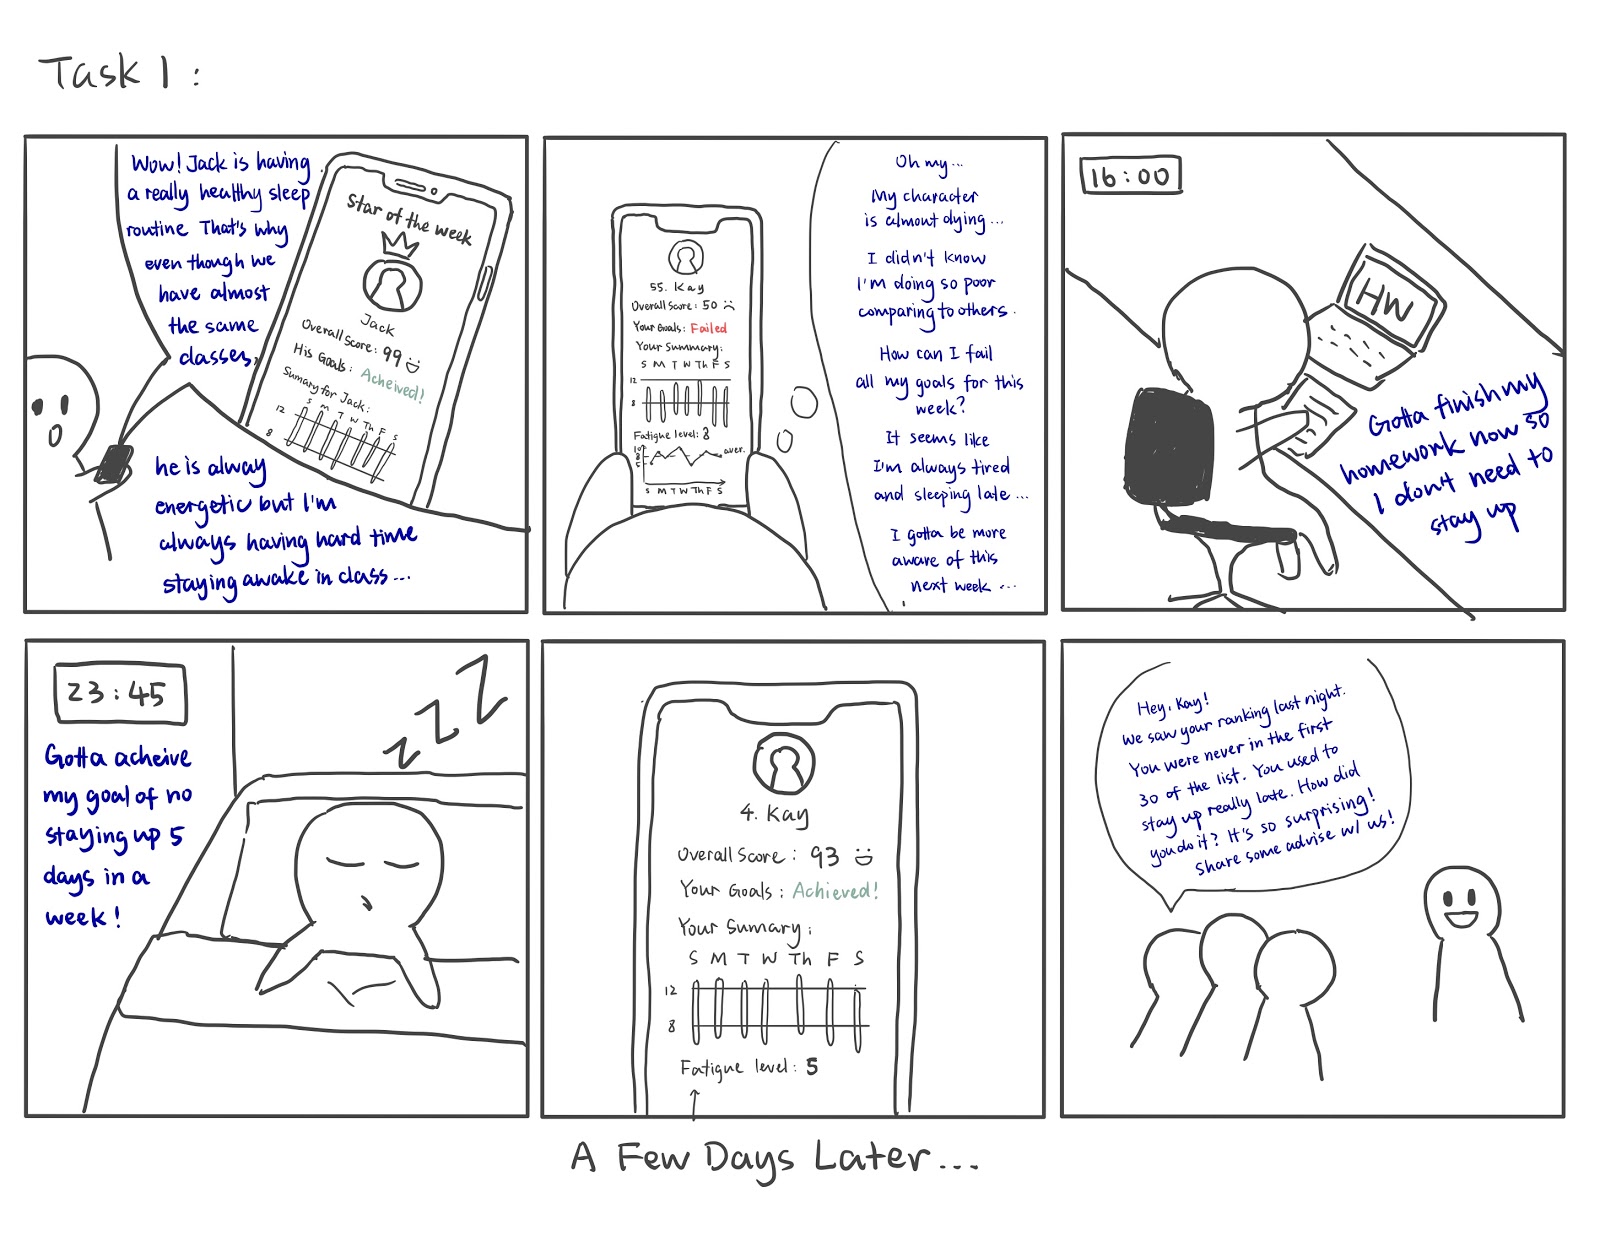 Task 1 :
Wow! Jack is having
a really healthy sleep
routine That's why
even though we
have almost
the same
classes,
he is alway
energetic but I'm
always having hard time
staying awake in class...
Star of the week
Jack
Overall Score: 99
His Goals: Acheived!
Sumary for Jack:
S M T W Th F S
12
8
55. Kay
Overall Score: 50
Your Goals: Failed
Your Summary:
S M T W Th F S
12
8
Fatigue level: 8
10
8
5
aver.
S M T W Th F S
Oh my...
My character
is almout dying...
I didn't know
I'm doing so poor
comparing to others.
How can I fail
all my goals for this
week?
It seems like
I'm always tired
and sleeping late...
I gotta be more
aware of this
next week ...
16:00
HW
Gotta finish my
homework now so
I don't need to
stay up
23:45
Gotta acheive
my goal of no
staying up 5
days in a
week!
z z Z
4. Kay
Overall Score: 93
Your Goals: Achieved!
Your Sumary:
S M T W Th F S
12
8
Fatigue level: 5
A Few Days Later...
Hey, Kay!
We saw your ranking last night.
You were never in the first
30 of the list. You used to
stay up really late. How did
you do it? It's so surprising!
Share some advise w/ us!